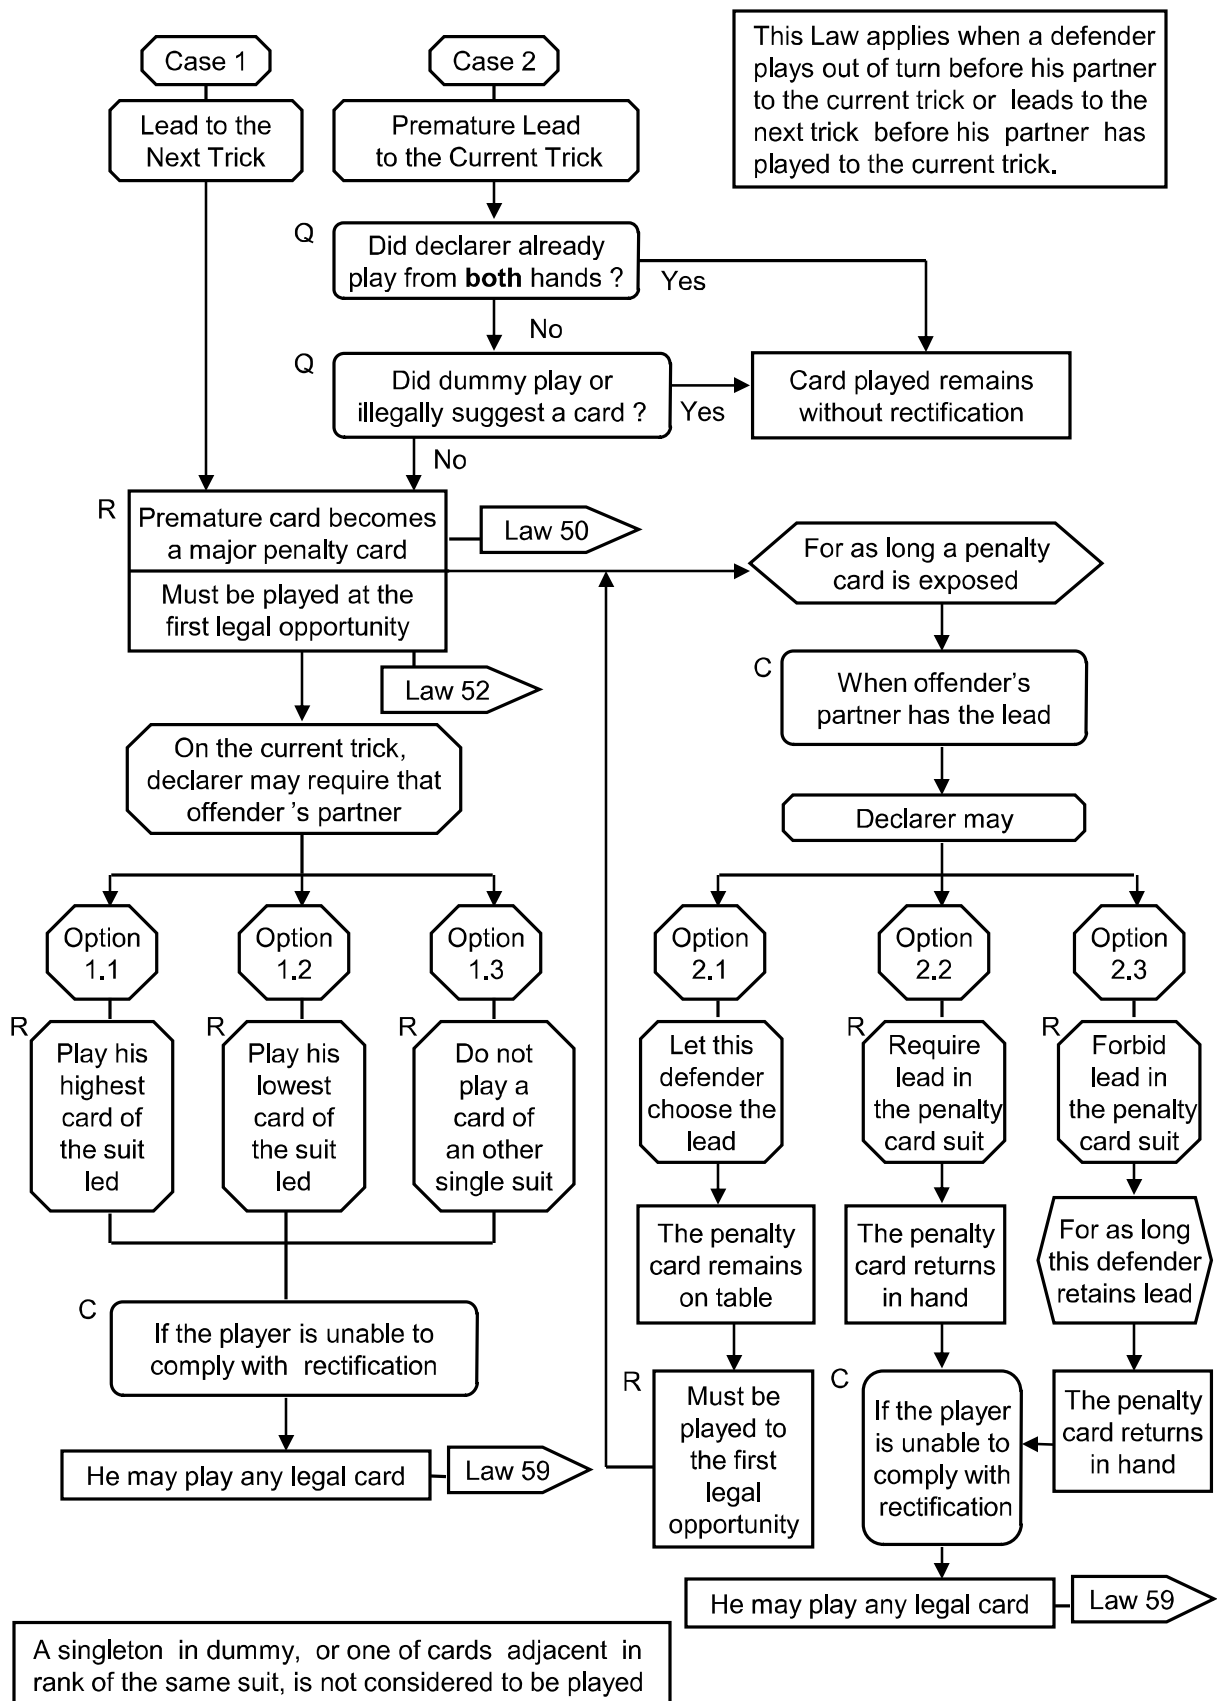 Case 1
Case 2
This Law applies when a defender
plays out of turn before his partner
to the current trick or leads to the
next trick before his partner has
played to the current trick.
Lead to the
Next Trick
Premature Lead
to the Current Trick
Q
Did declarer already
play from both hands ?
Yes
No
Q
Did dummy play or
illegally suggest a card ?
Yes
Card played remains
without rectification
No
R
Premature card becomes
a major penalty card
Law 50
Must be played at the
first legal opportunity
Law 52
For as long a penalty
card is exposed
C
When offender's
partner has the lead
On the current trick,
declarer may require that
offender 's partner
Declarer may
Option
1.1
Option
1.2
Option
1.3
Option
2.1
Option
2.2
Option
2.3
R
Play his
highest
card of
the suit
led
R
Play his
lowest
card of
the suit
led
R
Do not
play a
card of
an other
single suit
Let this
defender
choose the
lead
R
Require
lead in
the penalty
card suit
R
Forbid
lead in
the penalty
card suit
The penalty
card remains
on table
The penalty
card returns
in hand
For as long
this defender
retains lead
C
If the player is unable to
comply with rectification
R
Must be
played to
the first
legal
opportunity
C
If the player
is unable to
comply with
rectification
The penalty
card returns
in hand
He may play any legal card
Law 59
He may play any legal card
Law 59
A singleton in dummy, or one of cards adjacent in
rank of the same suit, is not considered to be played